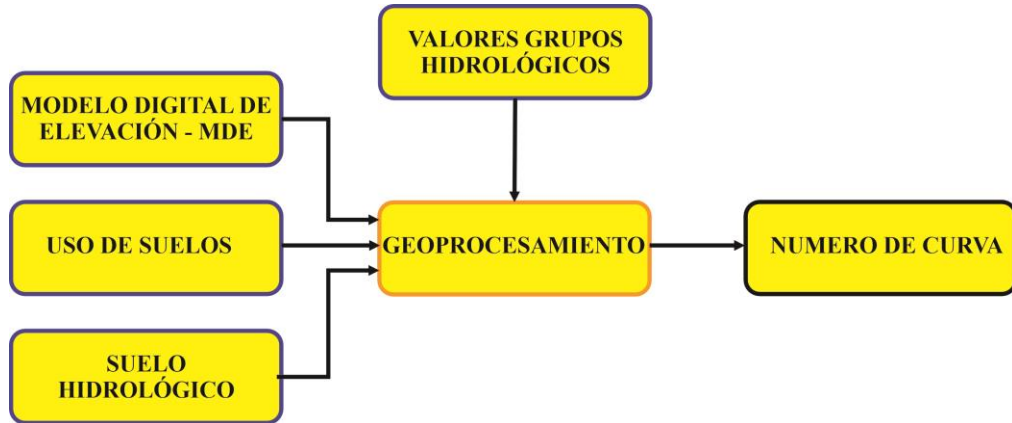 VALORES GRUPOS
HIDROLÓGICOS
MODELO DIGITAL DE
ELEVACIÓN - MDE
USO DE SUELOS
GEOPROCESAMIENTO
NUMERO DE CURVA
SUELO
HIDROLÓGICO